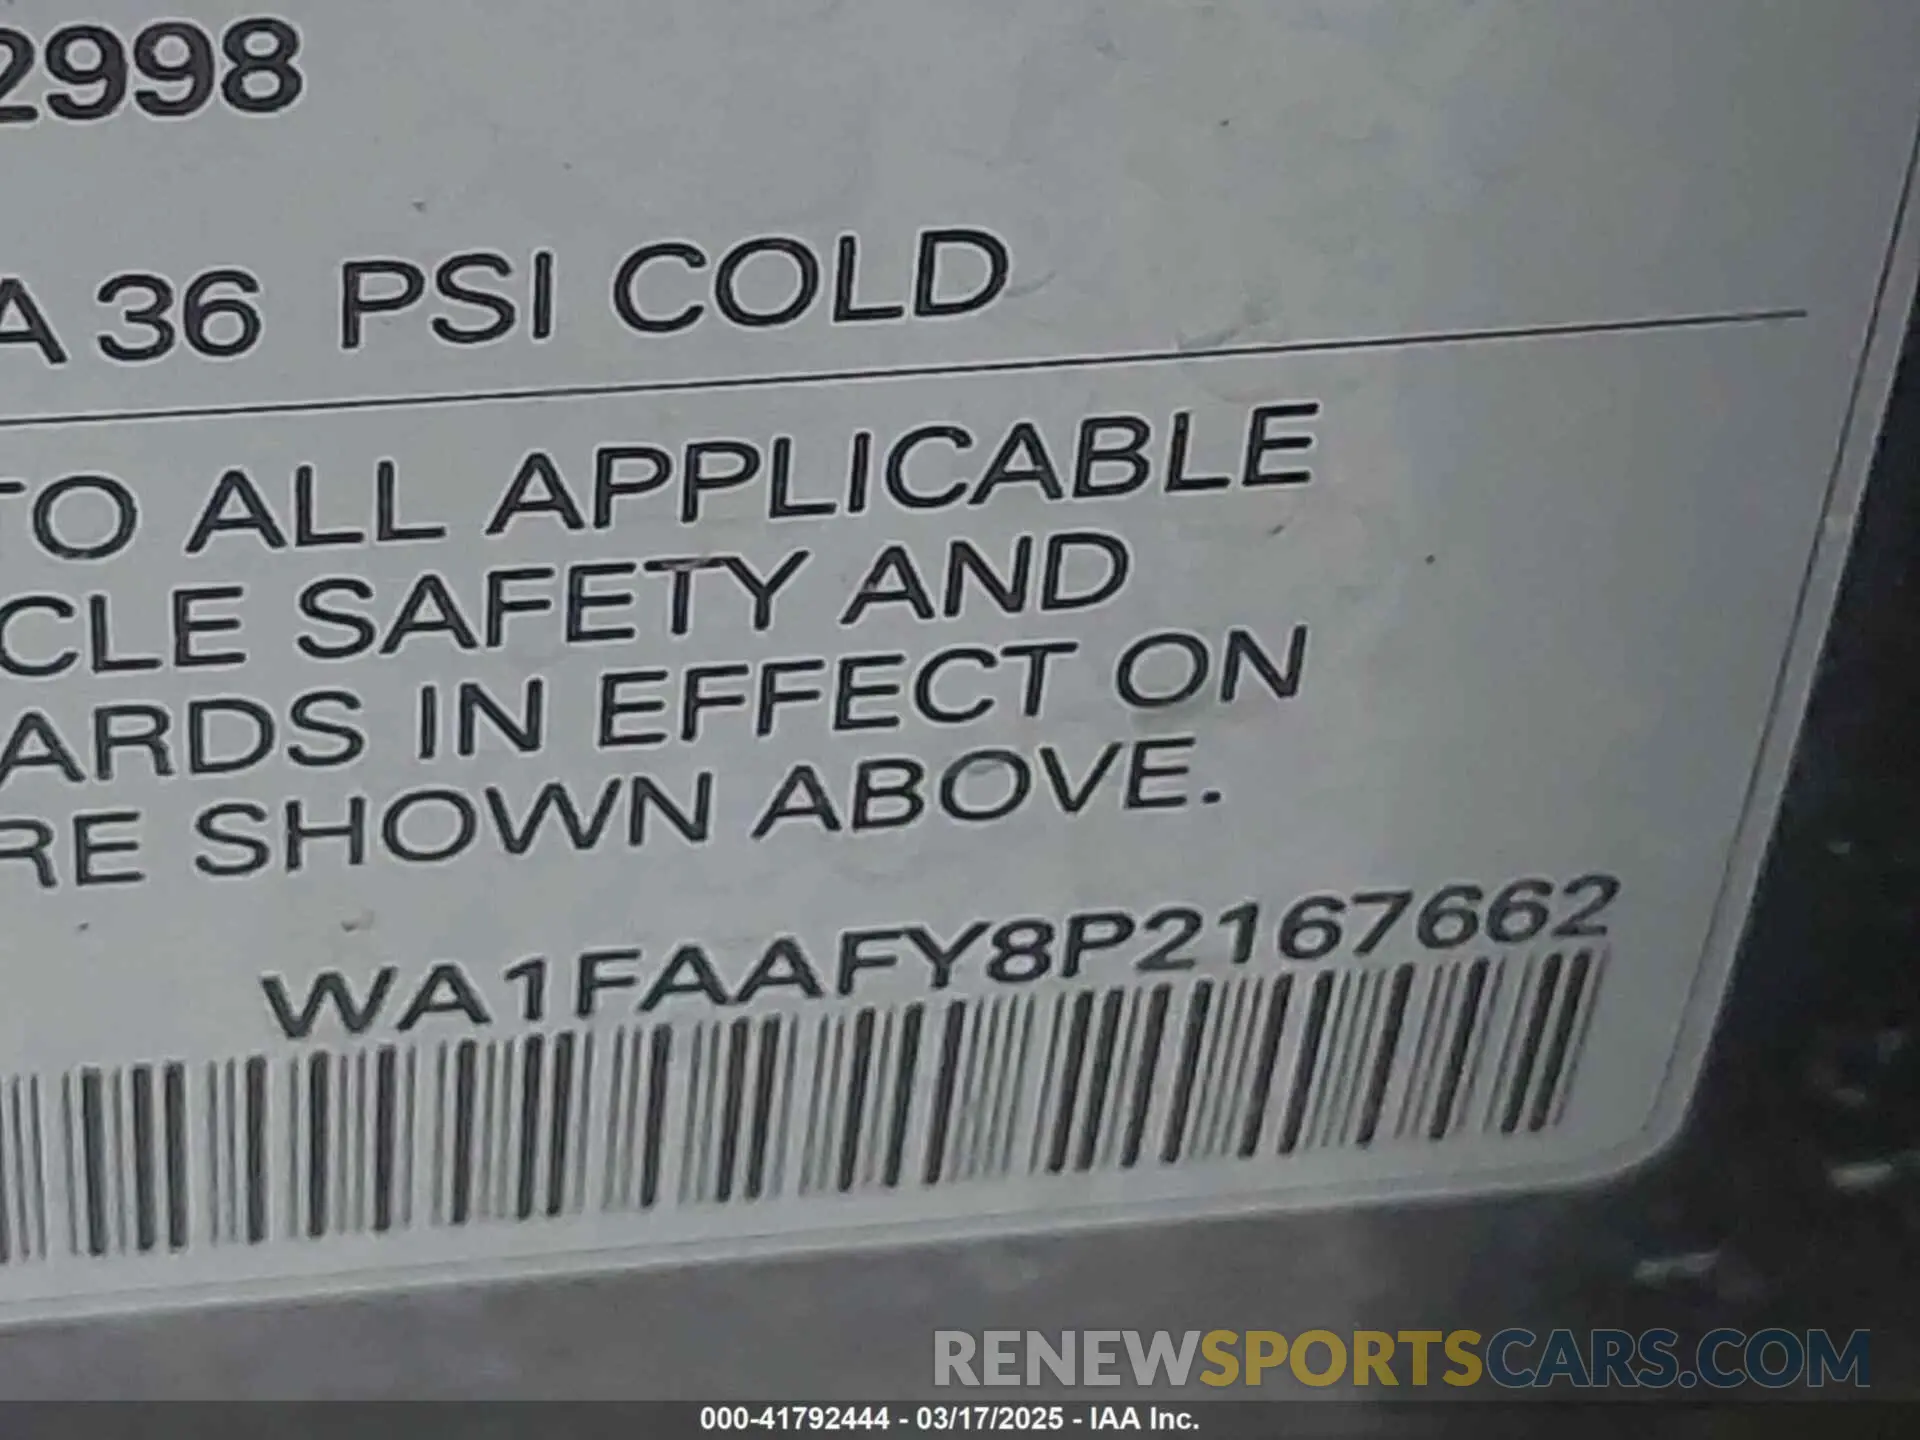 2998
A 36 PSI COLD
TO ALL APPLICABLE
CLE SAFETY AND
ARDS IN EFFECT ON
RE SHOWN ABOVE.
WA1FAAFY8P2167662
RENEWSPORTSCARS.COM
000-41792444 - 03/17/2025 - IAA Inc.